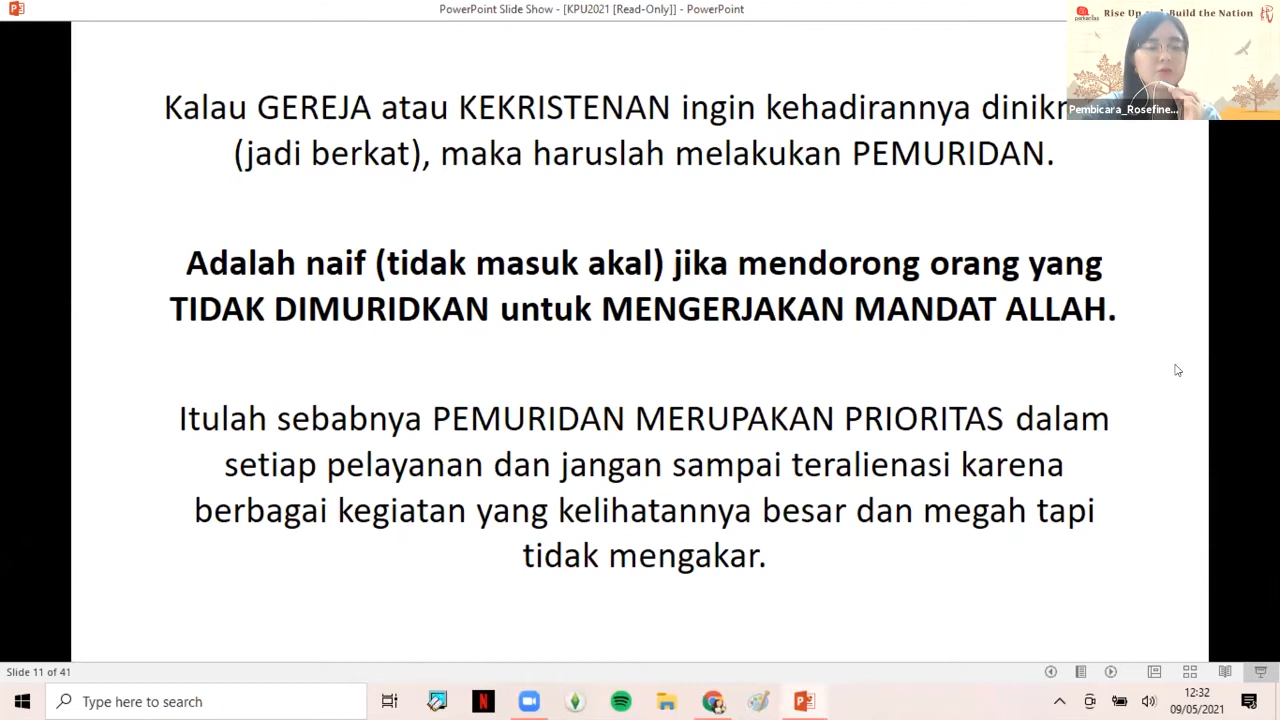 PowerPoint Slide Show - [KPU2021 [Read-Only]] - PowerPoint
perkantas Rise Up and Build the Nation
Pembicara_Rosefine...
Kalau GEREJA atau KEKRISTENAN ingin kehadirannya
(jadi berkat), maka haruslah melakukan PEMURIDAN.
Adalah naif (tidak masuk akal) jika mendorong orang yang
TIDAK DIMURIDKAN untuk MENGERJAKAN MANDAT ALLAH.
Itulah sebabnya PEMURIDAN MERUPAKAN PRIORITAS dalam
setiap pelayanan dan jangan sampai teralienasi karena
berbagai kegiatan yang kelihatannya besar dan megah tapi
tidak mengakar.
Slide 11 of 41
Type here to search
12:32
09/05/2021